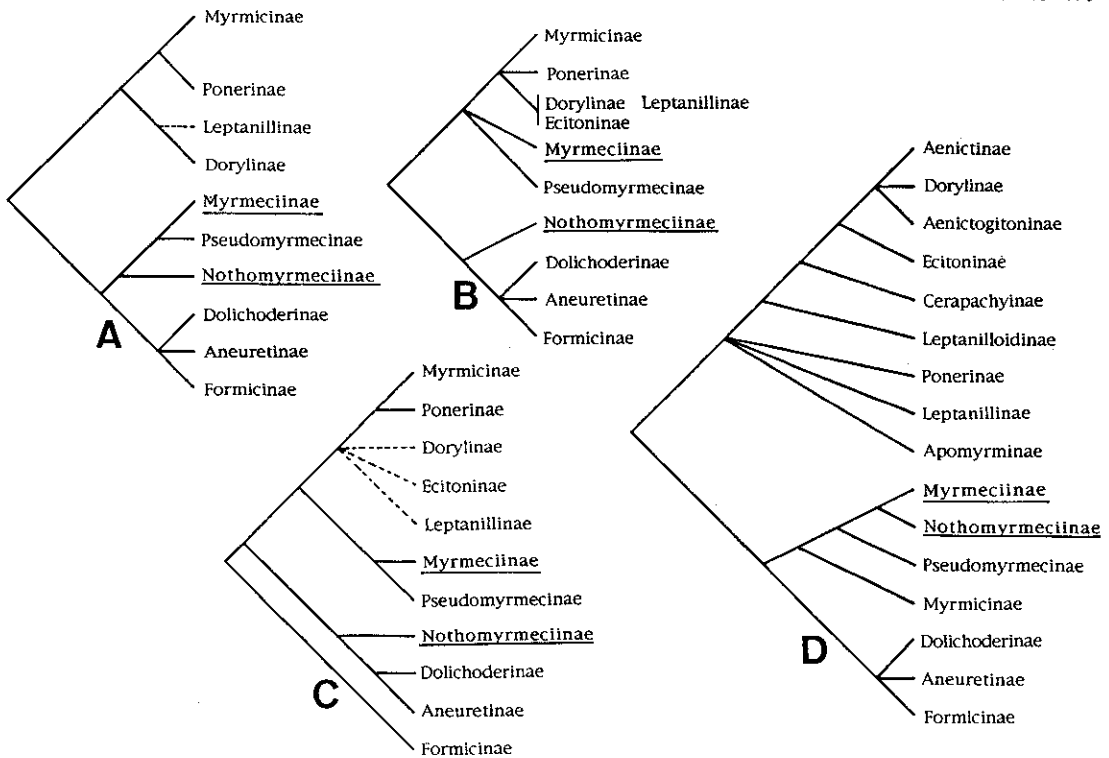 Myrmicinae
Ponerinae
Leptanillinae
Dorylinae
Myrmeciinae
Pseudomyrmecinae
Nothomyrmeciinae
Dolichoderinae
Aneuretinae
Formicinae
A
Myrmicinae
Ponerinae
Dorylinae Leptanillinae
Ecitoninae
Myrmeciinae
Pseudomyrmecinae
Nothomyrmeciinae
Dolichoderinae
Aneuretinae
Formicinae
B
Myrmicinae
Ponerinae
Dorylinae
Ecitoninae
Leptanillinae
Myrmeciinae
Pseudomyrmecinae
Nothomyrmeciinae
Dolichoderinae
Aneuretinae
Formicinae
C
Aenictinae
Dorylinae
Aenictogitoninae
Ecitoninae
Cerapachyinae
Leptanilloidinae
Ponerinae
Leptanillinae
Apomyrminae
Myrmeciinae
Nothomyrmeciinae
Pseudomyrmecinae
Myrmicinae
Dolichoderinae
Aneuretinae
Formicinae
D